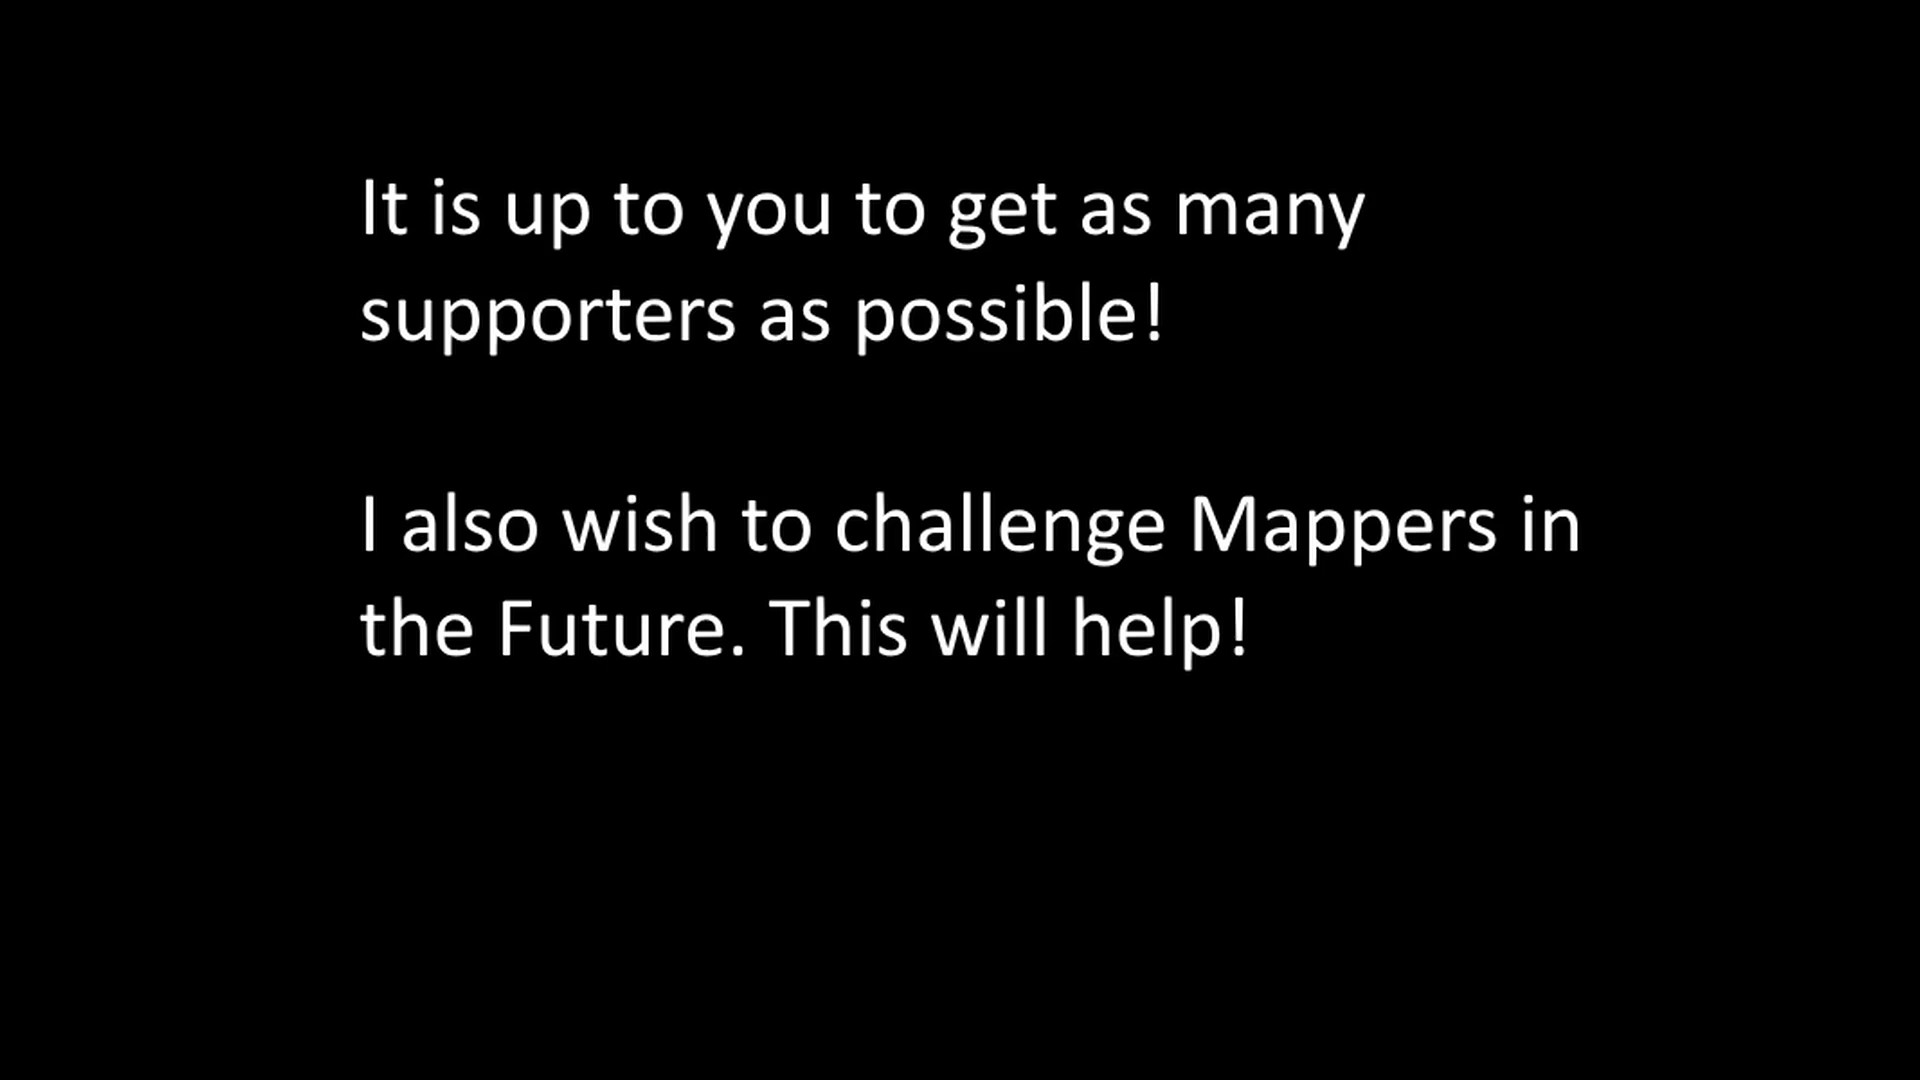 It is up to you to get as many
supporters as possible!
I also wish to challenge Mappers in
the Future. This will help!